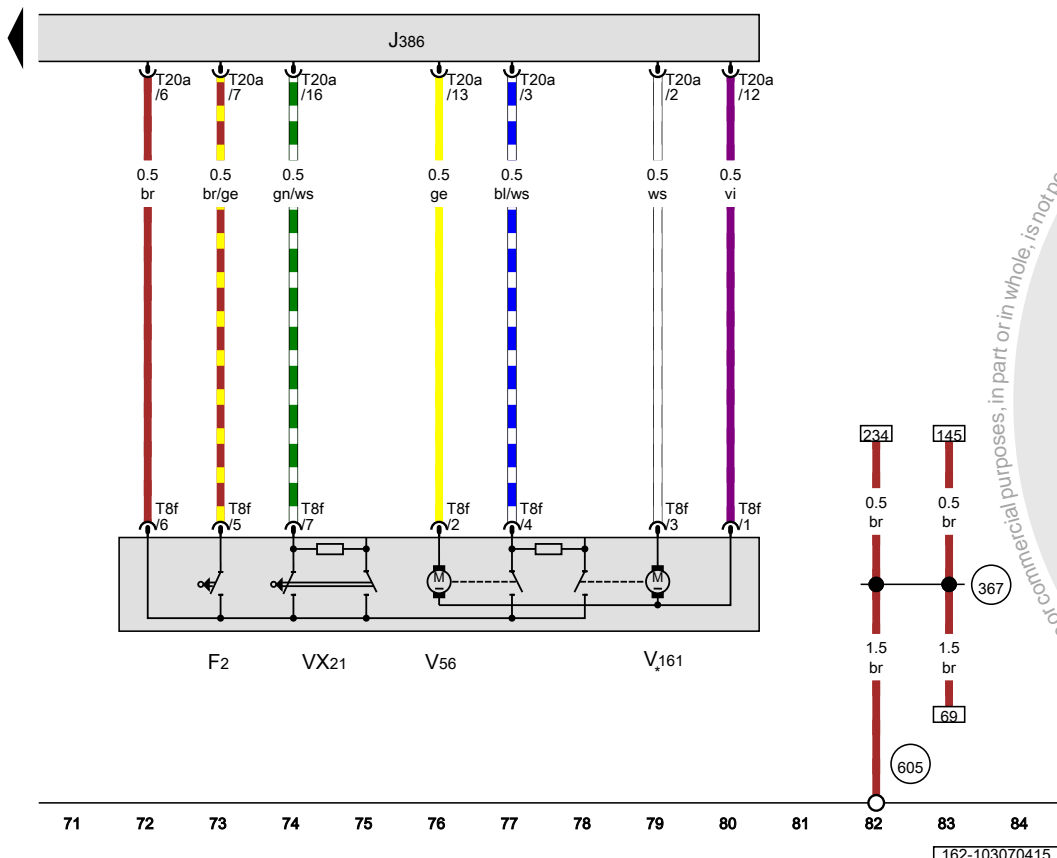 J386
T20a T20a T20a T20a T20a T20a T20a
/6 /7 /16 /13 /3 /2 /12
0.5 0.5 0.5 0.5 0.5 0.5 0.5
br br/ge gn/ws ge bl/ws ws vi
is not p
in part or in whole,
commercial purposes,
or
234 145
0.5 0.5
br br
T8f T8f T8f T8f T8f T8f T8f
/6 /5 /7 /2 /4 /3 /1
M M
367
1.5 1.5
br br
F2 VX21 V56 V*161
69
605
71 72 73 74 75 76 77 78 79 80 81 82 83 84
162-103070415